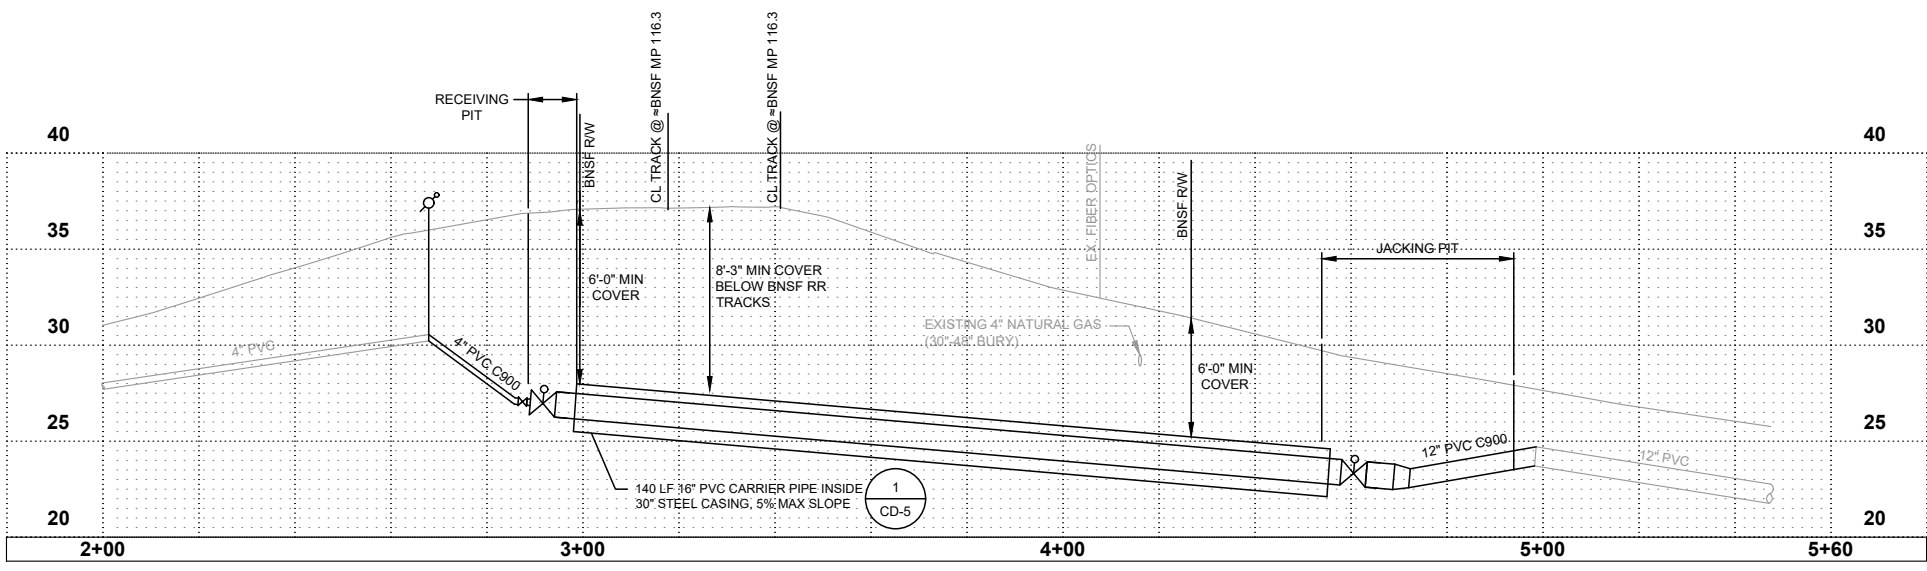 RECEIVING
PIT
BNSF R/W
CL TRACK @ ≈BNSF MP 116.3
CL TRACK @ ≈BNSF MP 116.3
EX. FIBER OPTICS
BNSF R/W
JACKING PIT
40
40
35
35
30
30
25
25
20
20
6'-0" MIN
COVER
8'-3" MIN COVER
BELOW BNSF RR
TRACKS
EXISTING 4" NATURAL GAS
(30"-48" BURY)
6'-0" MIN
COVER
4" PVC
4" PVC C900
12" PVC C900
12" PVC
140 LF 16" PVC CARRIER PIPE INSIDE
30" STEEL CASING, 5% MAX SLOPE
1
CD-5
2+00
3+00
4+00
5+00
5+60